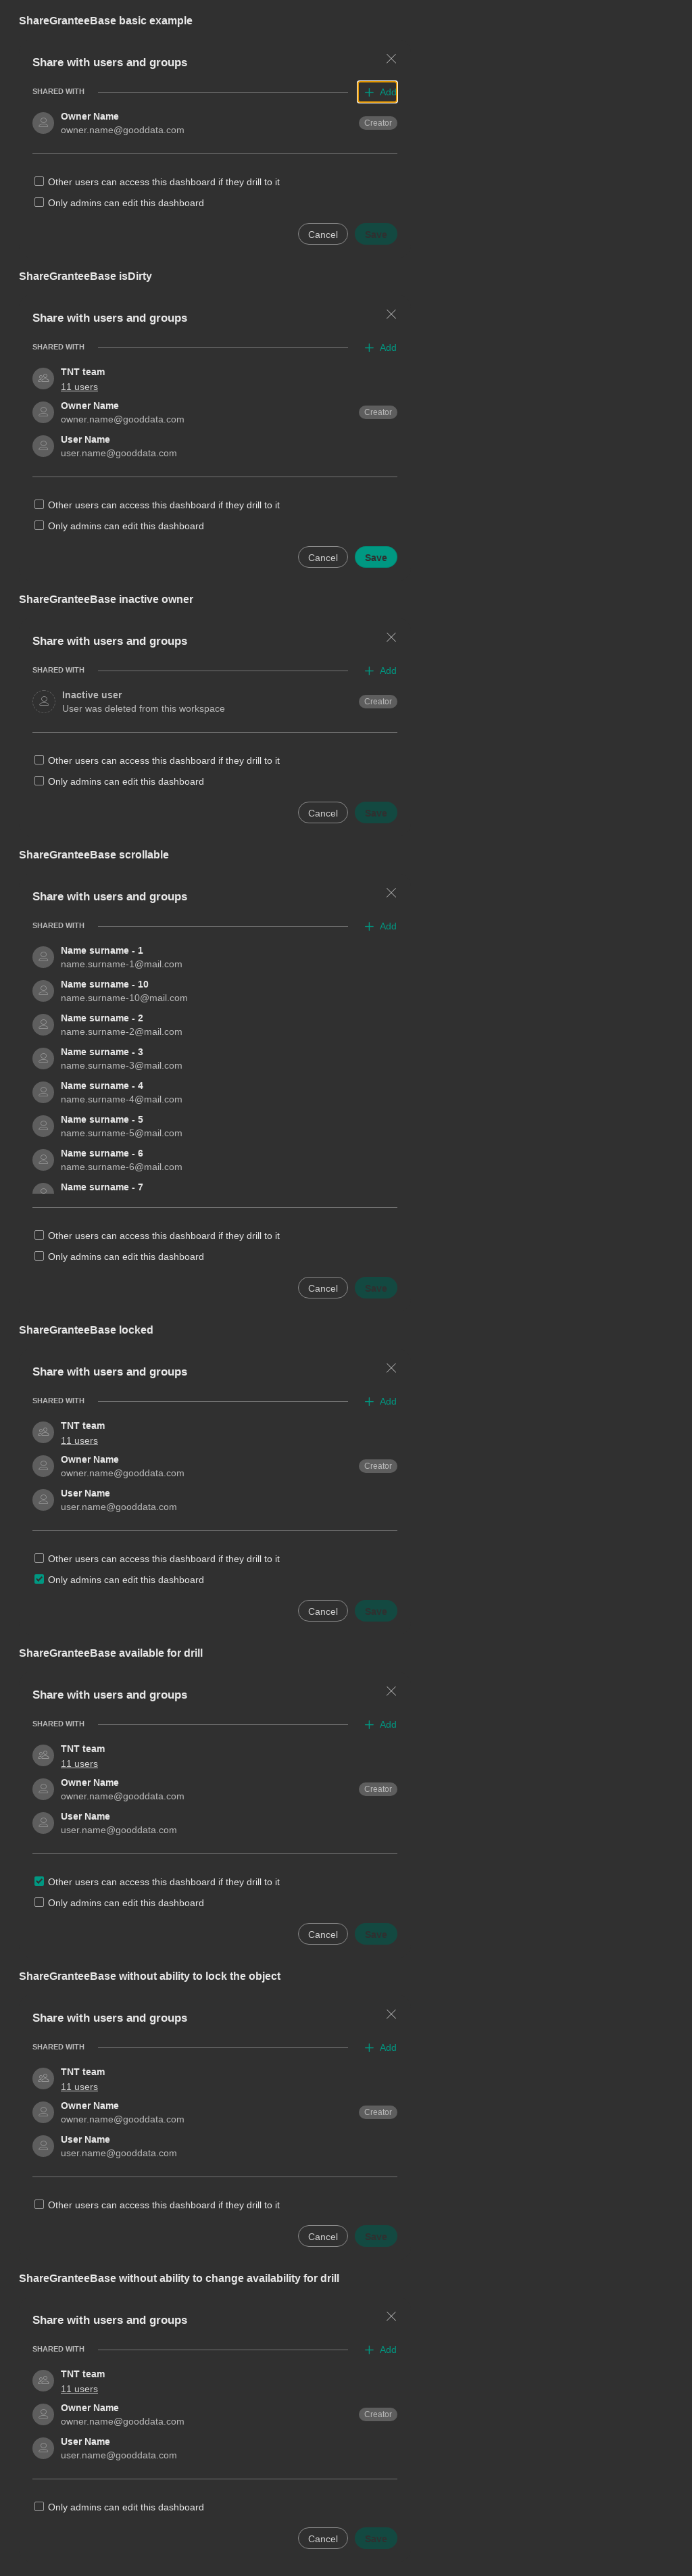 ShareGranteeBase basic example
Share with users and groups
SHARED WITH
Add
Owner Name
Creator
owner.name@gooddata.com
Other users can access this dashboard if they drill to it
Only admins can edit this dashboard
Cancel
Save
ShareGranteeBase isDirty
Share with users and groups
SHARED WITH
Add
TNT team
11 users
Owner Name
Creator
owner.name@gooddata.com
User Name
user.name@gooddata.com
Other users can access this dashboard if they drill to it
Only admins can edit this dashboard
Cancel
Save
ShareGranteeBase inactive owner
Share with users and groups
SHARED WITH
Add
Inactive user
Creator
User was deleted from this workspace
Other users can access this dashboard if they drill to it
Only admins can edit this dashboard
Cancel
Save
ShareGranteeBase scrollable
Share with users and groups
SHARED WITH
Add
Name surname - 1
name.surname-1@mail.com
Name surname - 10
name.surname-10@mail.com
Name surname - 2
name.surname-2@mail.com
Name surname - 3
name.surname-3@mail.com
Name surname - 4
name.surname-4@mail.com
Name surname - 5
name.surname-5@mail.com
Name surname - 6
name.surname-6@mail.com
Name surname - 7
Other users can access this dashboard if they drill to it
Only admins can edit this dashboard
Cancel
Save
ShareGranteeBase locked
Share with users and groups
SHARED WITH
Add
TNT team
11 users
Owner Name
Creator
owner.name@gooddata.com
User Name
user.name@gooddata.com
Other users can access this dashboard if they drill to it
Only admins can edit this dashboard
Cancel
Save
ShareGranteeBase available for drill
Share with users and groups
SHARED WITH
Add
TNT team
11 users
Owner Name
Creator
owner.name@gooddata.com
User Name
user.name@gooddata.com
Other users can access this dashboard if they drill to it
Only admins can edit this dashboard
Cancel
Save
ShareGranteeBase without ability to lock the object
Share with users and groups
SHARED WITH
Add
TNT team
11 users
Owner Name
Creator
owner.name@gooddata.com
User Name
user.name@gooddata.com
Other users can access this dashboard if they drill to it
Cancel
Save
ShareGranteeBase without ability to change availability for drill
Share with users and groups
SHARED WITH
Add
TNT team
11 users
Owner Name
Creator
owner.name@gooddata.com
User Name
user.name@gooddata.com
Only admins can edit this dashboard
Cancel
Save